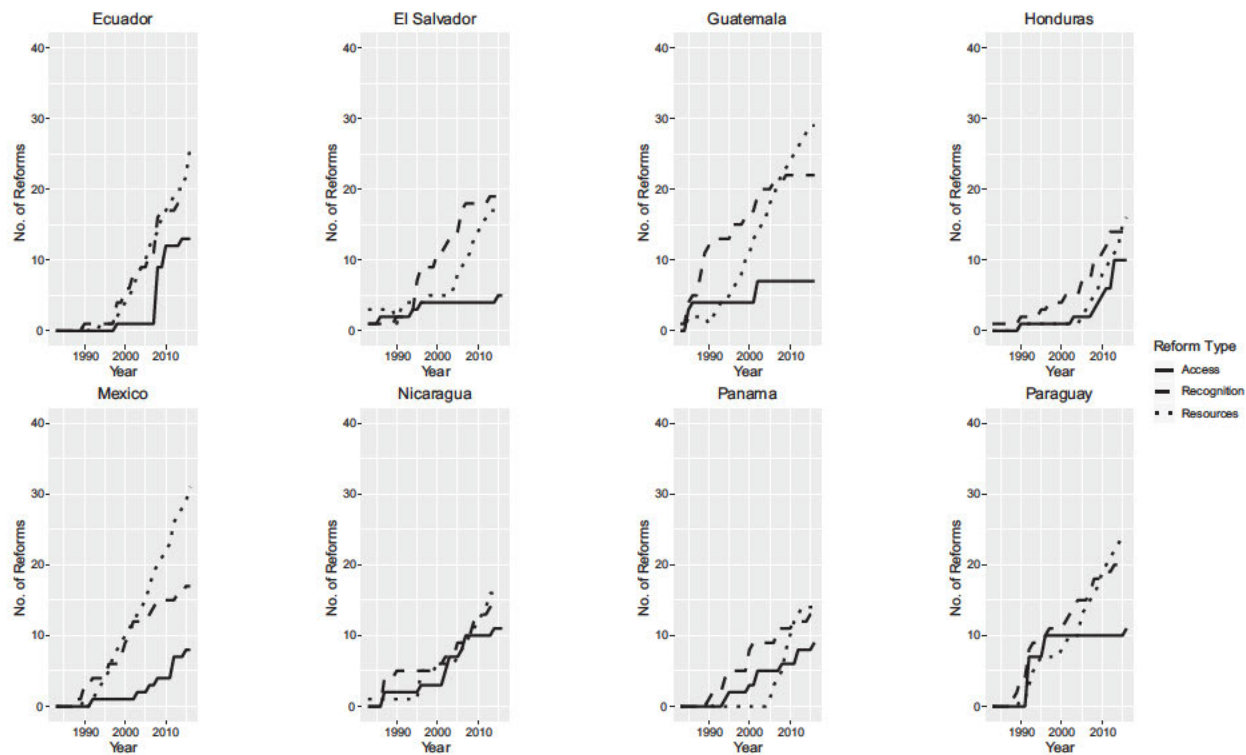 Ecuador
El Salvador
Guatemala
Honduras
40
30
20
10
0
No. of Reforms
1990 2000 2010
Year
40
30
20
10
0
No. of Reforms
1990 2000 2010
Year
40
30
20
10
0
No. of Reforms
1990 2000 2010
Year
40
30
20
10
0
No. of Reforms
1990 2000 2010
Year
Reform Type
Access
Recognition
Resources
Mexico
Nicaragua
Panama
Paraguay
40
30
20
10
0
No. of Reforms
1990 2000 2010
Year
40
30
20
10
0
No. of Reforms
1990 2000 2010
Year
40
30
20
10
0
No. of Reforms
1990 2000 2010
Year
40
30
20
10
0
No. of Reforms
1990 2000 2010
Year